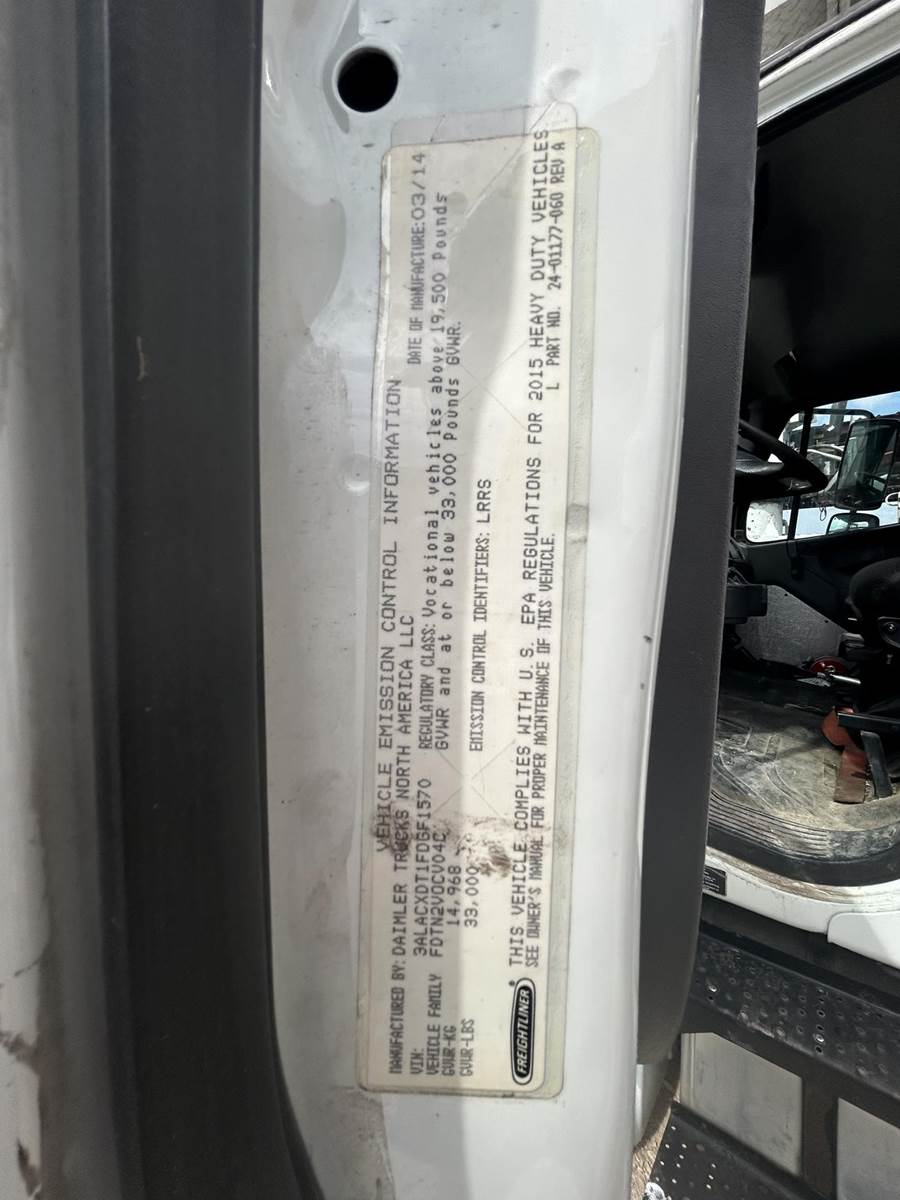 VEHICLE EMISSION CONTROL INFORMATION
MANUFACTURED BY: DAIMLER TRUCKS NORTH AMERICA LLC DATE OF MANUFACTURE: 03/14
VIN: 3ALACXDT1FDGF1570 REGULATORY CLASS: Vocational vehicles above 19,500 Pounds
VEHICLE FAMILY FDTN2VOCV04C GVWR and at or below 33,000 Pounds GVWR.
GVWR-KG 14,968
GVWR-LBS 33,000 EMISSION CONTROL IDENTIFIERS: LRRS
FREIGHTLINER
THIS VEHICLE COMPLIES WITH U.S. EPA REGULATIONS FOR 2015 HEAVY DUTY VEHICLES
SEE OWNER'S MANUAL FOR PROPER MAINTENANCE OF THIS VEHICLE. L PART NO. 24-01177-060 REV A